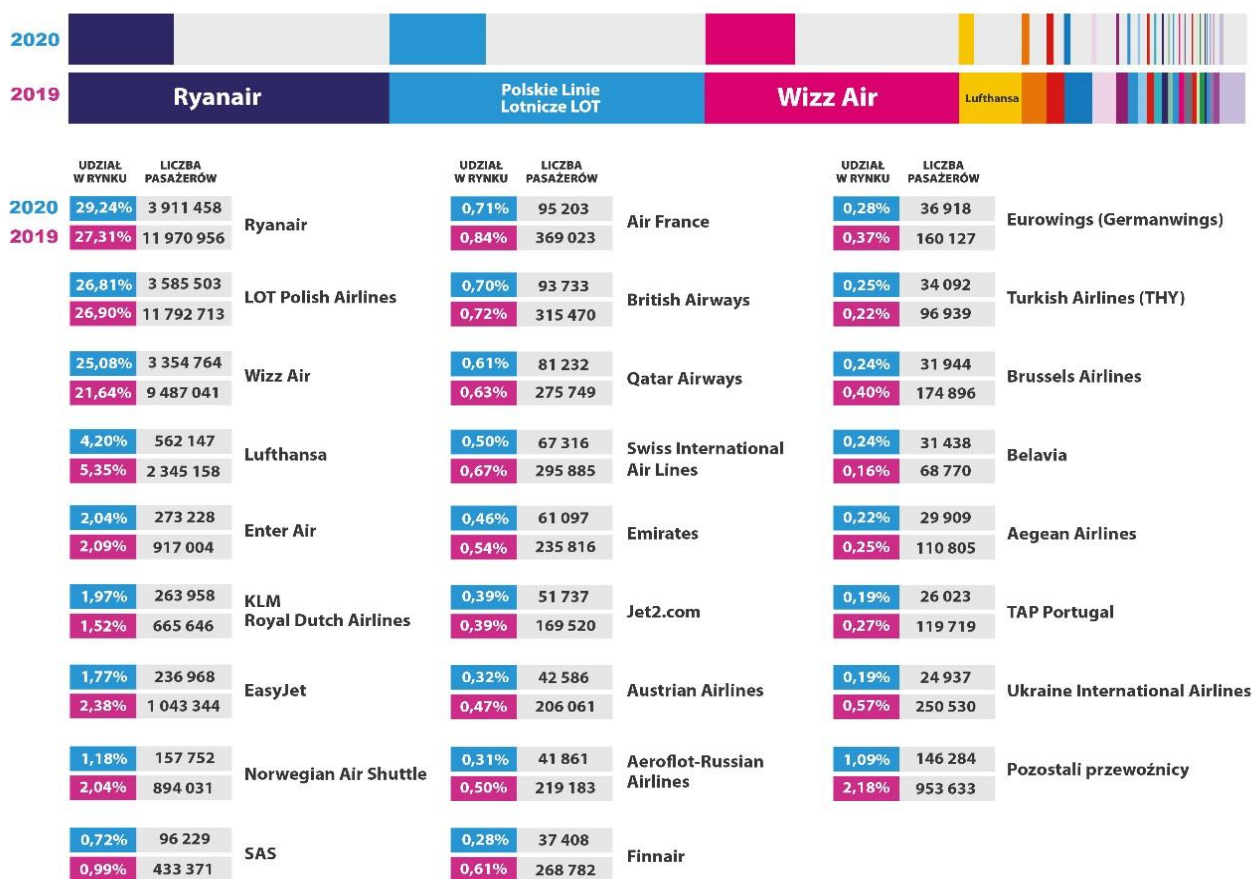 2020
2019
Ryanair
Polskie Linie
Lotnicze LOT
Wizz Air
Lufthansa
UDZIAŁ
W RYNKU
LICZBA
PASAŻERÓW
2020
29,24% 3 911 458
2019
27,31% 11 970 956
Ryanair
26,81% 3 585 503
26,90% 11 792 713
LOT Polish Airlines
25,08% 3 354 764
21,64% 9 487 041
Wizz Air
4,20% 562 147
5,35% 2 345 158
Lufthansa
2,04% 273 228
2,09% 917 004
Enter Air
1,97% 263 958
1,52% 665 646
KLM
Royal Dutch Airlines
1,77% 236 968
2,38% 1 043 344
EasyJet
1,18% 157 752
2,04% 894 031
Norwegian Air Shuttle
0,72% 96 229
0,99% 433 371
SAS
UDZIAŁ
W RYNKU
LICZBA
PASAŻERÓW
0,71% 95 203
0,84% 369 023
Air France
0,70% 93 733
0,72% 315 470
British Airways
0,61% 81 232
0,63% 275 749
Qatar Airways
0,50% 67 316
0,67% 295 885
Swiss International
Air Lines
0,46% 61 097
0,54% 235 816
Emirates
0,39% 51 737
0,39% 169 520
Jet2.com
0,32% 42 586
0,47% 206 061
Austrian Airlines
0,31% 41 861
0,50% 219 183
Aeroflot-Russian
Airlines
0,28% 37 408
0,61% 268 782
Finnair
UDZIAŁ
W RYNKU
LICZBA
PASAŻERÓW
0,28% 36 918
0,37% 160 127
Eurowings (Germanwings)
0,25% 34 092
0,22% 96 939
Turkish Airlines (THY)
0,24% 31 944
0,40% 174 896
Brussels Airlines
0,24% 31 438
0,16% 68 770
Belavia
0,22% 29 909
0,25% 110 805
Aegean Airlines
0,19% 26 023
0,27% 119 719
TAP Portugal
0,19% 24 937
0,57% 250 530
Ukraine International Airlines
1,09% 146 284
2,18% 953 633
Pozostali przewoźnicy